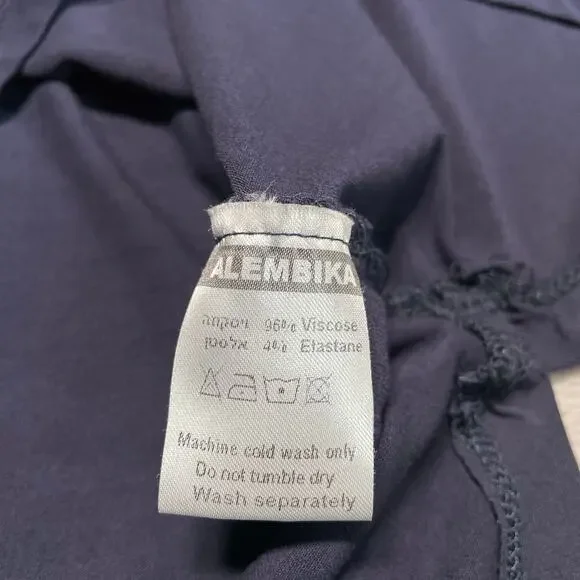 ALEMBIKA
ויסקוזה 96% Viscose
אלסטן 4% Elastane
Machine cold wash only
Do not tumble dry
Wash separately